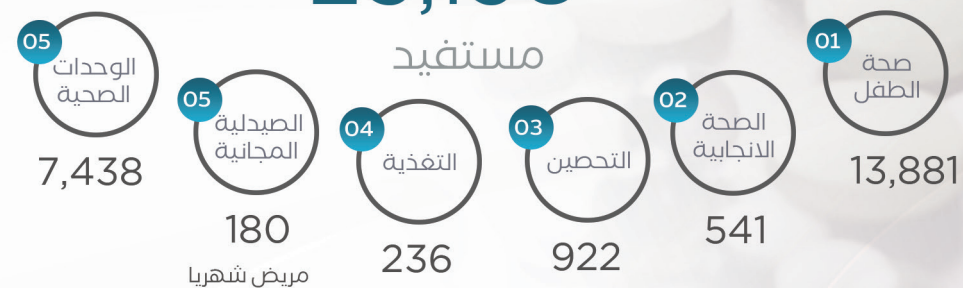 مستفيد
01
صحة
الطفل
13,881
02
الصحة
الانجابية
541
03
التحصين
922
04
التغذية
236
05
الصيدلية
المجانية
180
مريض شهريا
05
الوحدات
الصحية
7,438